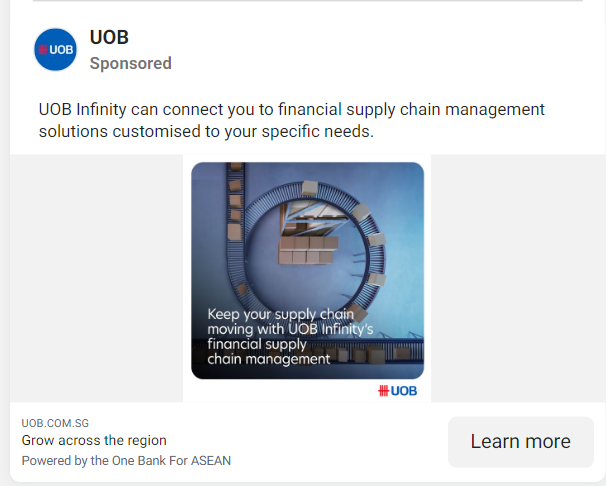 UOB
UOB
Sponsored
UOB Infinity can connect you to financial supply chain management
solutions customised to your specific needs.
Keep your supply chain
moving with UOB Infinity's
financial supply
chain management
UOB
UOB.COM.SG
Grow across the region
Powered by the One Bank For ASEAN
Learn more